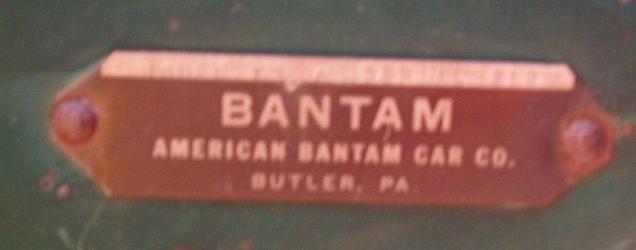 BANTAM
AMERICAN BANTAM CAR CO.
BUTLER, PA.